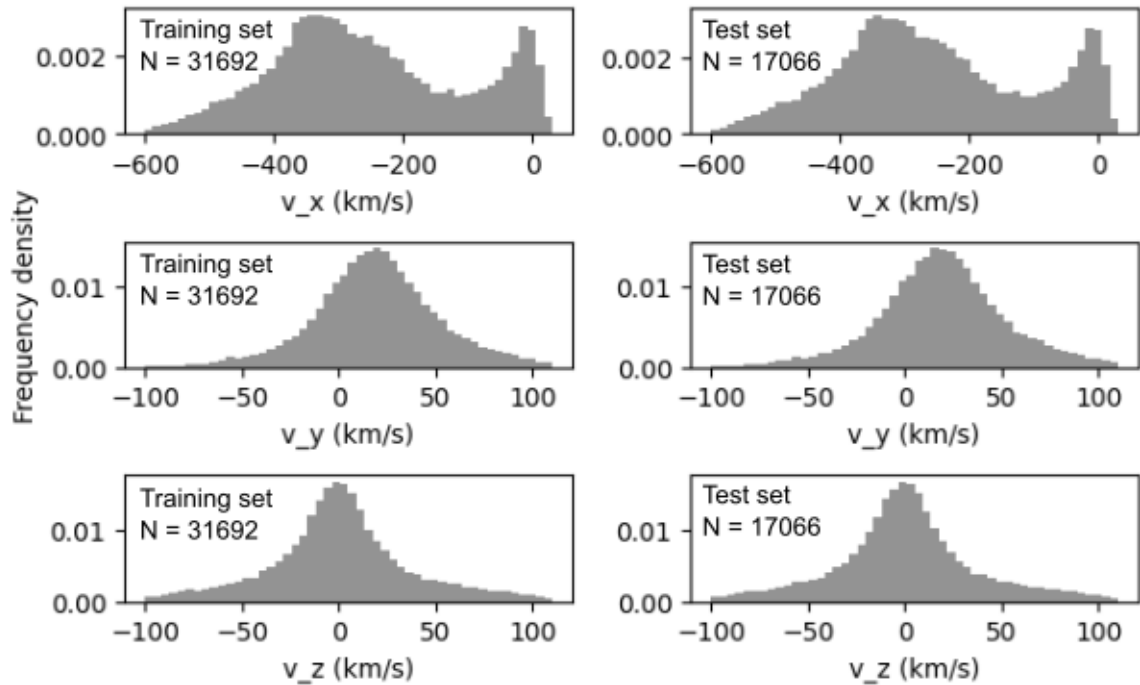 Frequency density
Training set
N = 31692
0.002
0.000
−600 −400 −200 0
v_x (km/s)
Test set
N = 17066
0.002
0.000
−600 −400 −200 0
v_x (km/s)
Training set
N = 31692
0.01
0.00
−100 −50 0 50 100
v_y (km/s)
Test set
N = 17066
0.01
0.00
−100 −50 0 50 100
v_y (km/s)
Training set
N = 31692
0.01
0.00
−100 −50 0 50 100
v_z (km/s)
Test set
N = 17066
0.01
0.00
−100 −50 0 50 100
v_z (km/s)